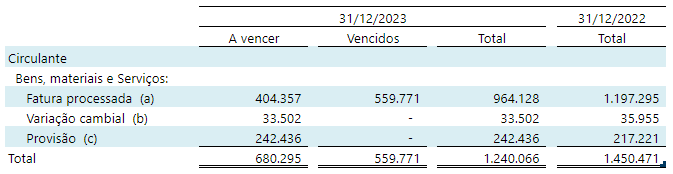 31/12/2023 31/12/2022
A vencer Vencidos Total Total
Circulante
Bens, materiais e Serviços:
Fatura processada (a) 404.357 559.771 964.128 1.197.295
Variação cambial (b) 33.502 - 33.502 35.955
Provisão (c) 242.436 - 242.436 217.221
Total 680.295 559.771 1.240.066 1.450.471